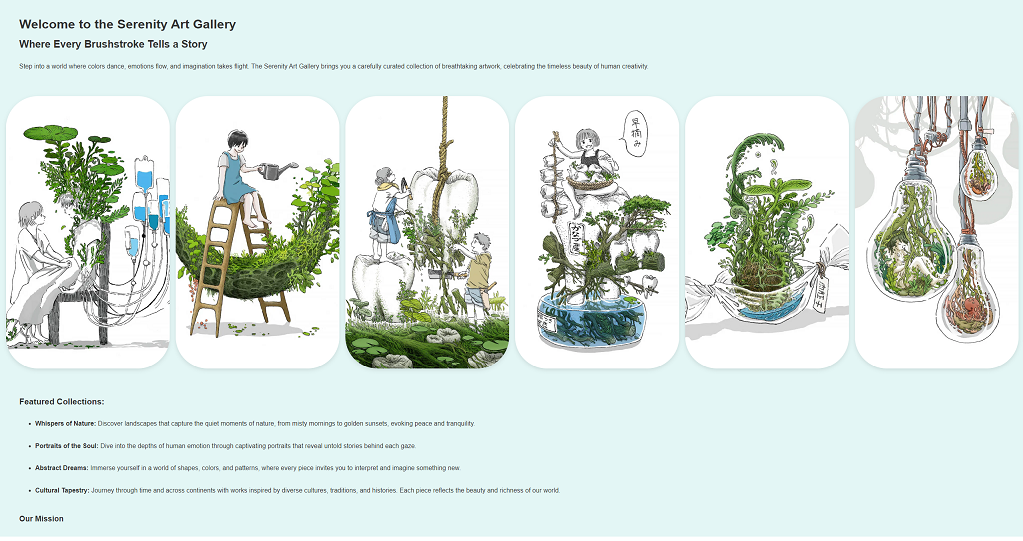 Welcome to the Serenity Art Gallery
Where Every Brushstroke Tells a Story
Step into a world where colors dance, emotions flow, and imagination takes flight. The Serenity Art Gallery brings you a carefully curated collection of breathtaking artwork, celebrating the timeless beauty of human creativity.
早摘み
Featured Collections:
• Whispers of Nature: Discover landscapes that capture the quiet moments of nature, from misty mornings to golden sunsets, evoking peace and tranquility.
• Portraits of the Soul: Dive into the depths of human emotion through captivating portraits that reveal untold stories behind each gaze.
• Abstract Dreams: Immerse yourself in a world of shapes, colors, and patterns, where every piece invites you to interpret and imagine something new.
• Cultural Tapestry: Journey through time and across continents with works inspired by diverse cultures, traditions, and histories. Each piece reflects the beauty and richness of our world.
Our Mission